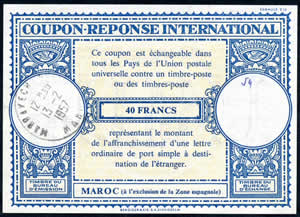 COUPON-REPONSE INTERNATIONAL
Ce coupon est échangeable dans
tous les Pays de l'Union postale
universelle contre un timbre-poste
ou des timbres-poste
40 FRANCS
représentant le montant
de l'affranchissement d'une lettre
ordinaire de port simple à desti-
nation de l'étranger.
TIMBRE DU
BUREAU
D'ÉMISSION
MAROC (à l'exclusion de la Zone espagnole)
TIMBRE DU
BUREAU
D'ÉCHANGE